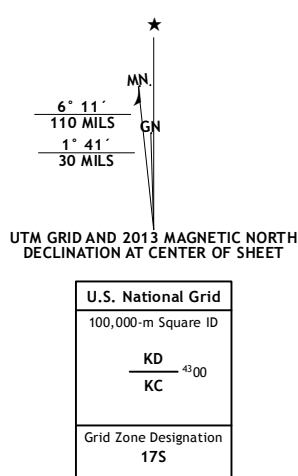 ★
MN.
6° 11´
110 MILS
GN
1° 41´
30 MILS
UTM GRID AND 2013 MAGNETIC NORTH
DECLINATION AT CENTER OF SHEET
U.S. National Grid
100,000-m Square ID
KD
4300
KC
Grid Zone Designation
17S